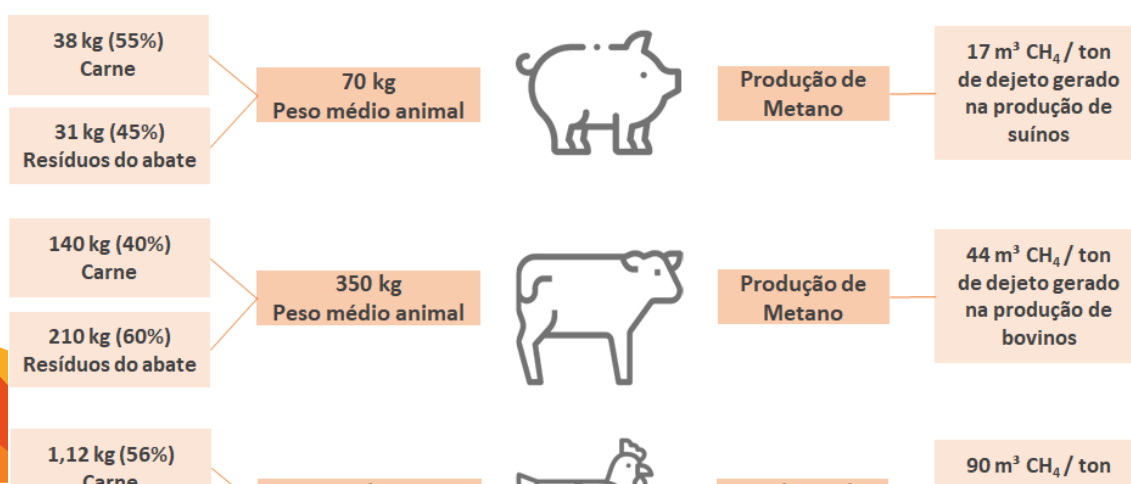 38 kg (55%)
Carne
31 kg (45%)
Resíduos do abate
70 kg
Peso médio animal
Produção de
Metano
17 m³ CH₄ / ton
de dejeto gerado
na produção de
suínos
140 kg (40%)
Carne
210 kg (60%)
Resíduos do abate
350 kg
Peso médio animal
Produção de
Metano
44 m³ CH₄ / ton
de dejeto gerado
na produção de
bovinos
1,12 kg (56%)
Carne
90 m³ CH₄ / ton